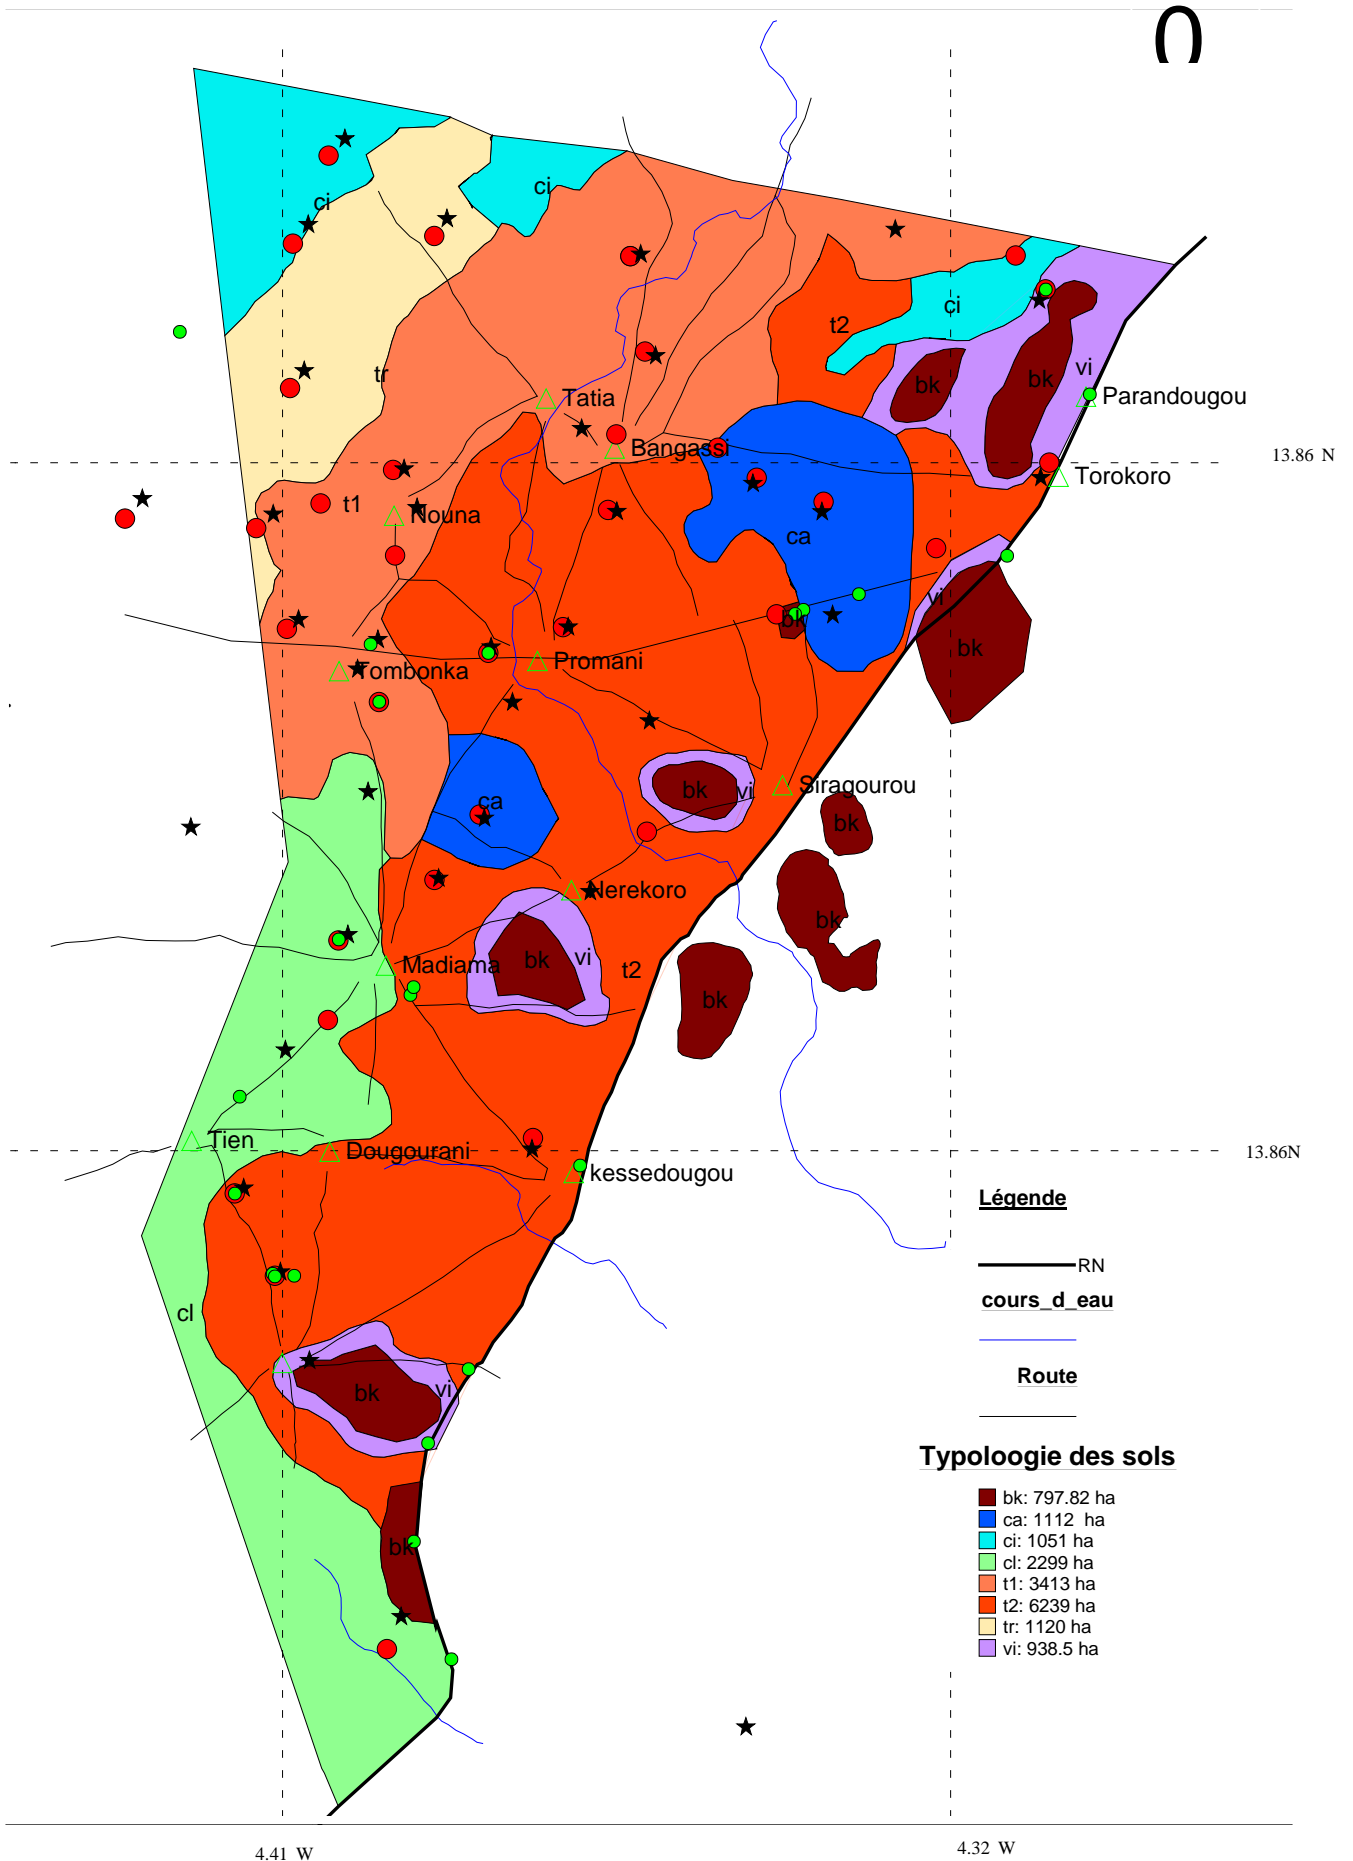 0
ci
ci
ci
t2
tr
bk
bk
vi
Tatia
Parandougou
Bangassi
13.86 N
Torokoro
t1
Nouna
ca
vi
bk
bk
Promani
Tombonka
bk
vi
Siragourou
ca
bk
Nerekoro
bk
bk
vi
t2
Madiama
bk
Tien
Dougourani
13.86N
kessedougou
Légende
RN
cours_d_eau
cl
Route
bk
vi
Typoloogie des sols
bk: 797.82 ha
ca: 1112 ha
ci: 1051 ha
bk
cl: 2299 ha
t1: 3413 ha
t2: 6239 ha
tr: 1120 ha
vi: 938.5 ha
4.41 W
4.32 W